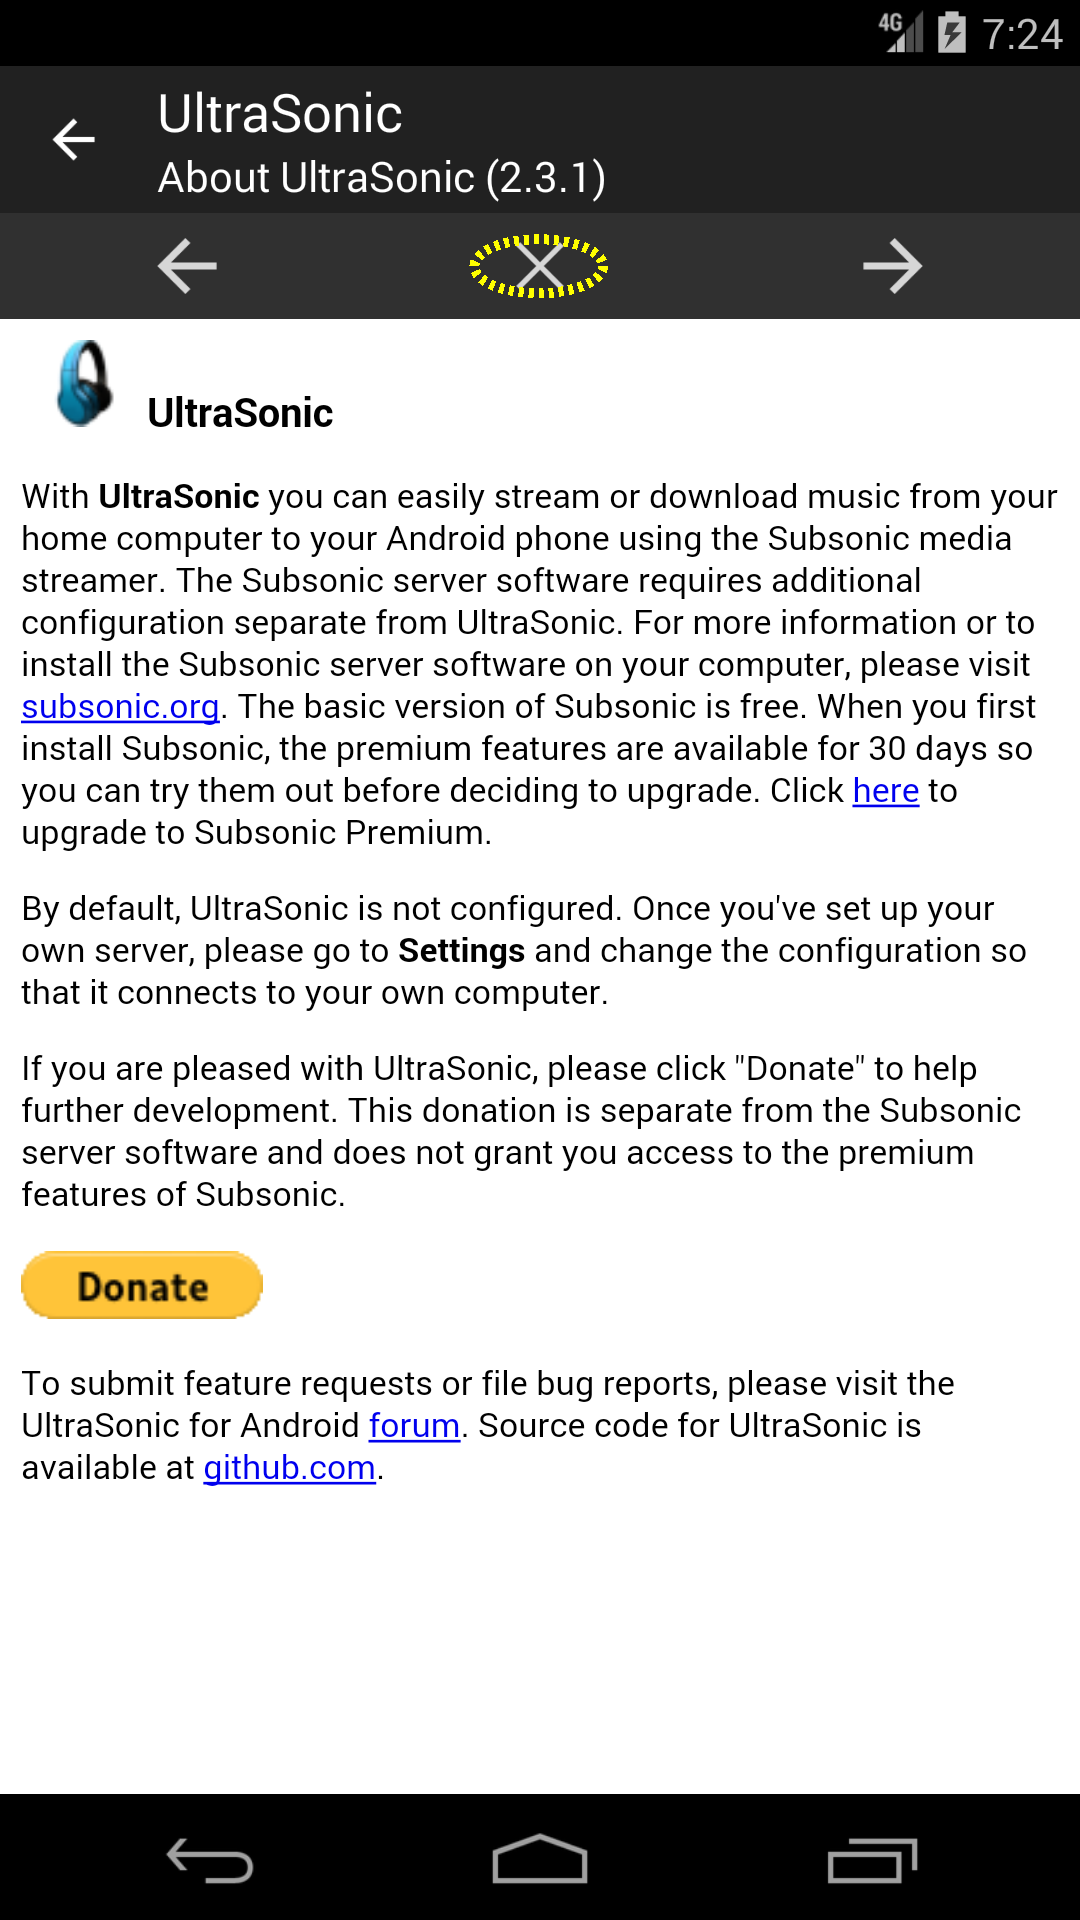 4G 7:24
UltraSonic
About UltraSonic (2.3.1)
UltraSonic
With UltraSonic you can easily stream or download music from your
home computer to your Android phone using the Subsonic media
streamer. The Subsonic server software requires additional
configuration separate from UltraSonic. For more information or to
install the Subsonic server software on your computer, please visit
subsonic.org. The basic version of Subsonic is free. When you first
install Subsonic, the premium features are available for 30 days so
you can try them out before deciding to upgrade. Click here to
upgrade to Subsonic Premium.
By default, UltraSonic is not configured. Once you've set up your
own server, please go to Settings and change the configuration so
that it connects to your own computer.
If you are pleased with UltraSonic, please click "Donate" to help
further development. This donation is separate from the Subsonic
server software and does not grant you access to the premium
features of Subsonic.
Donate
To submit feature requests or file bug reports, please visit the
UltraSonic for Android forum. Source code for UltraSonic is
available at github.com.